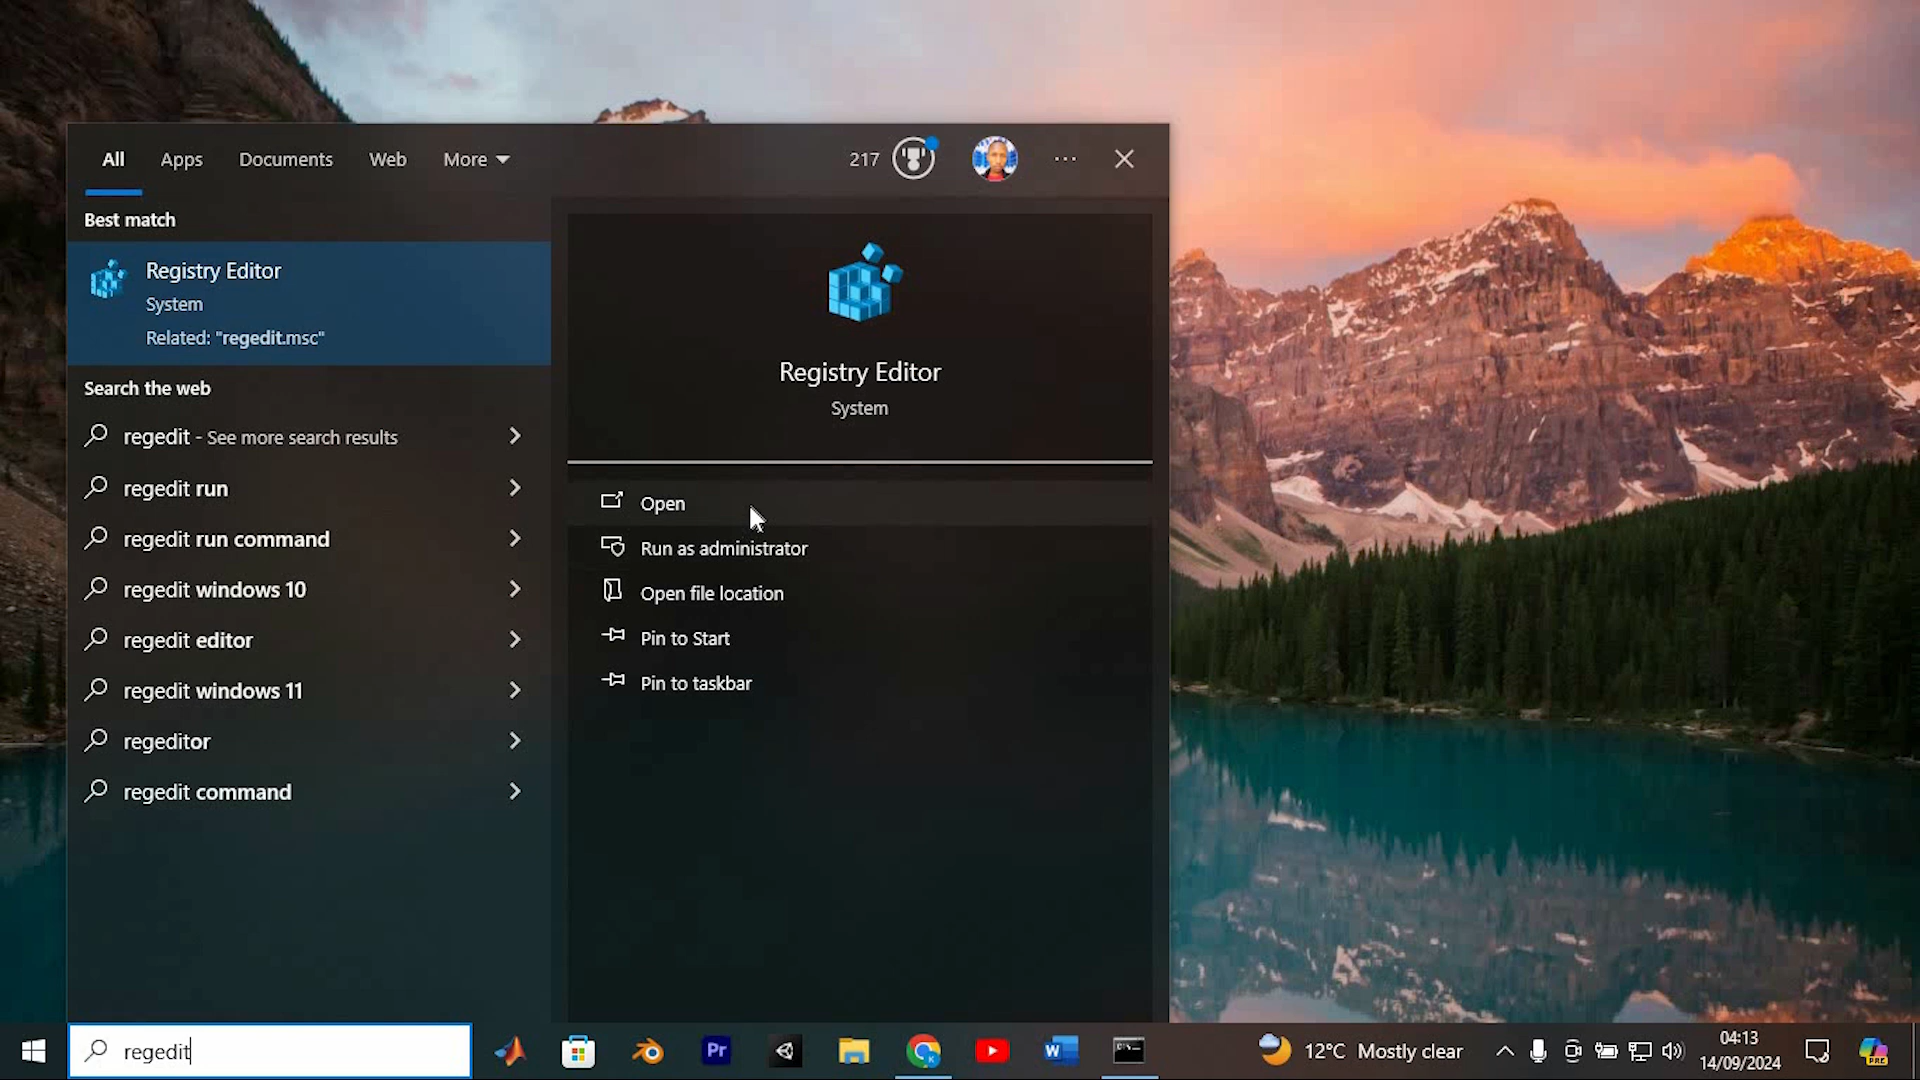 All
Apps
Documents
Web
More
217
Best match
Registry Editor
System
Related: "regedit.msc"
Search the web
regedit - See more search results
regedit run
regedit run command
regedit windows 10
regedit editor
regedit windows 11
regeditor
regedit command
Registry Editor
System
Open
Run as administrator
Open file location
Pin to Start
Pin to taskbar
regedit
Pr
K
W
C:\_
12°C Mostly clear
04:13
14/09/2024
PRE